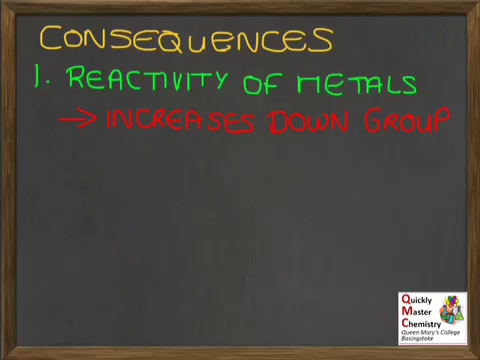 CONSEQUENCES
1. REACTIVITY OF METALS
→ INCREASES DOWN GROUP
Quickly
Master
Chemistry
Queen Mary's College
Basingstoke